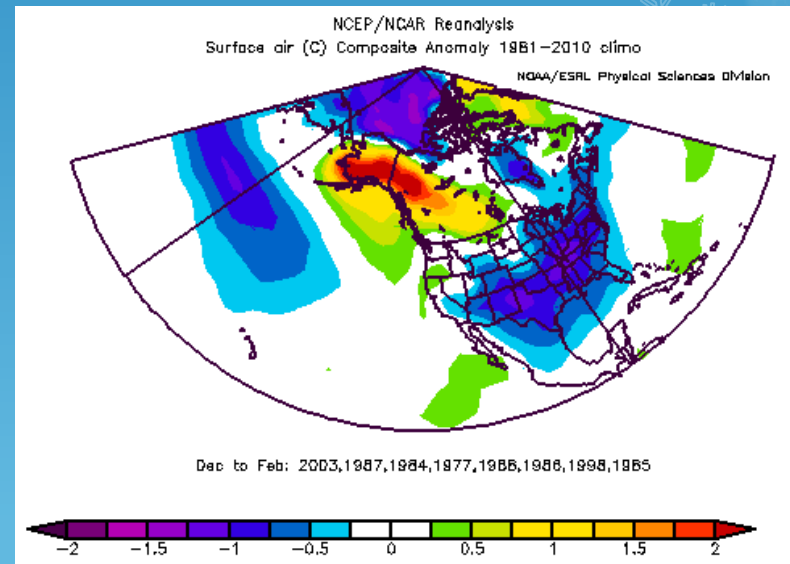 NCEP/NCAR Reanalysis
Surface air (C) Composite Anomaly 1981-2010 climo
NOAA/ESRL Physical Sciences Division
Dec to Feb: 2003,1987,1984,1977,1966,1986,1998,1965
-2 -1.5 -1 -0.5 0 0.5 1 1.5 2